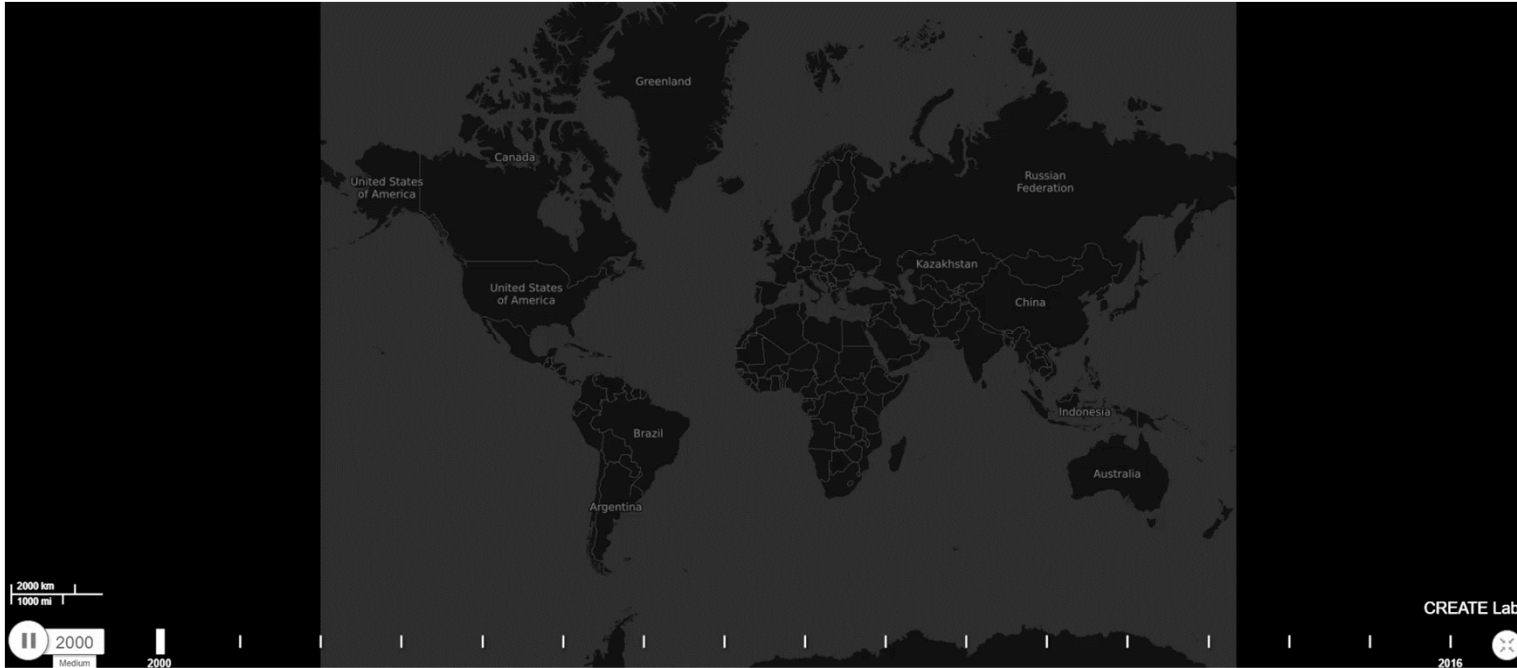 Greenland
Canada
United States
of America
Russian
Federation
Kazakhstan
United States
of America
China
Indonesia
Brazil
Australia
Argentina
2000 km
1000 mi
CREATE Lab
2000
Medium
2000
2016